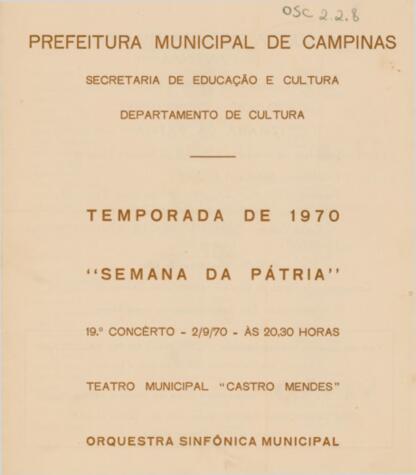 OSC 2.2.8
PREFEITURA MUNICIPAL DE CAMPINAS
SECRETARIA DE EDUCAÇÃO E CULTURA
DEPARTAMENTO DE CULTURA
TEMPORADA DE 1970
"SEMANA DA PÁTRIA"
19.º CONCÊRTO - 2/9/70 - ÀS 20,30 HORAS
TEATRO MUNICIPAL "CASTRO MENDES"
ORQUESTRA SINFÔNICA MUNICIPAL